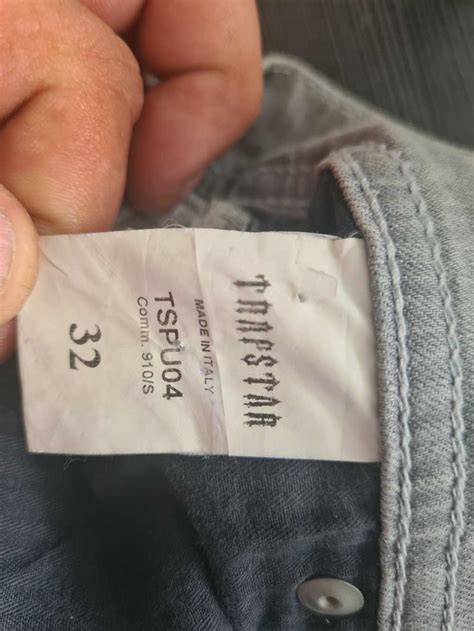 TRAPSTAR
MADE IN ITALY
TSPU04
Comm. 910/S
32